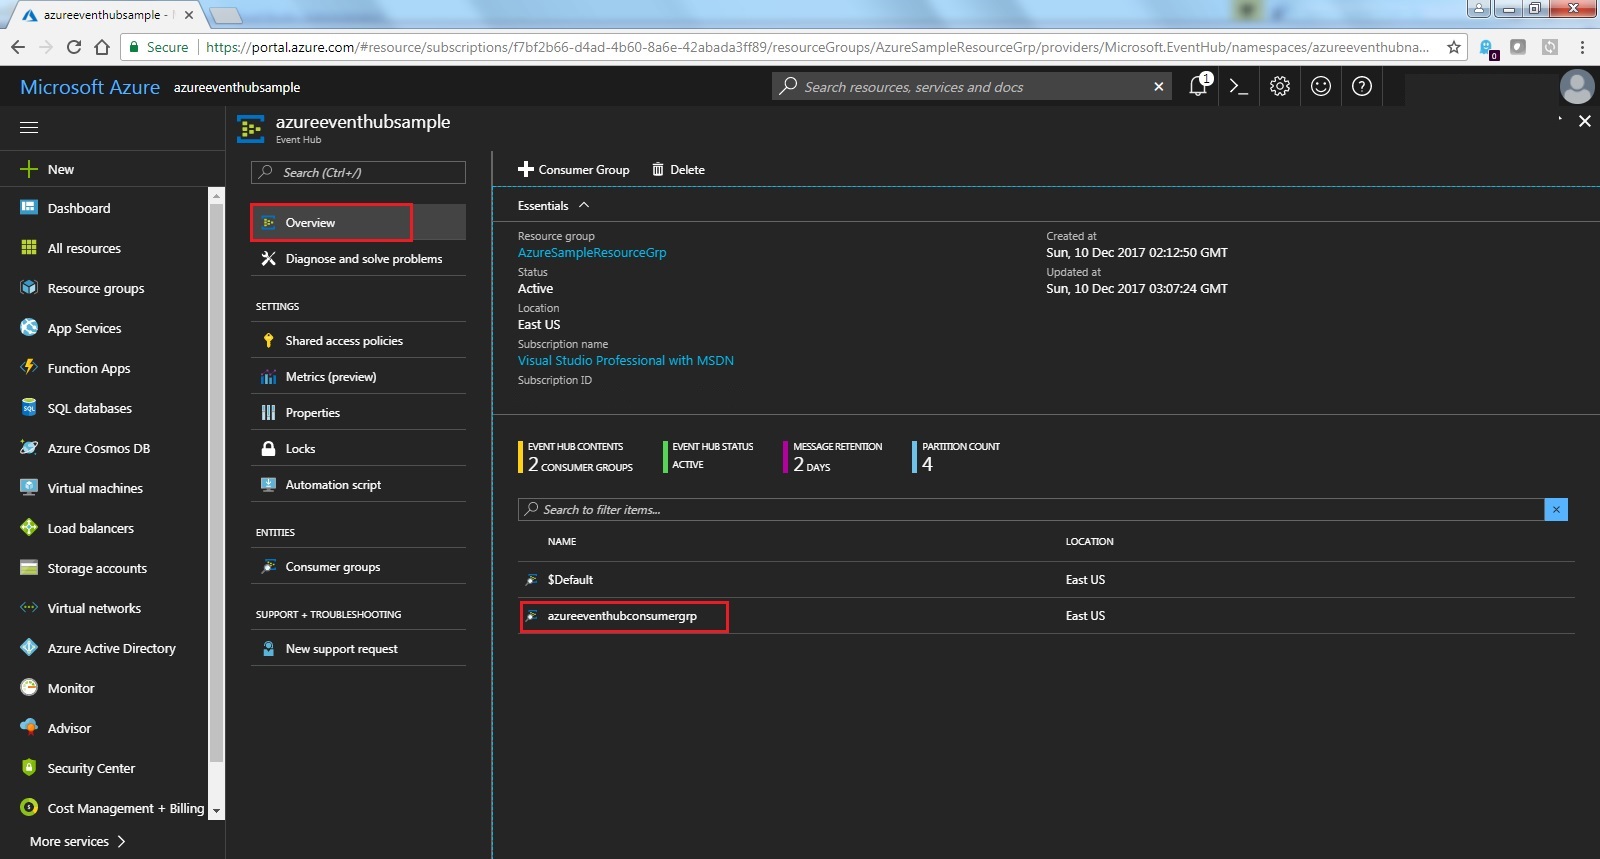 azureeventhubsample -
Secure
https://portal.azure.com/#resource/subscriptions/f7bf2b66-d4ad-4b60-8a6e-42abada3ff89/resourceGroups/AzureSampleResourceGrp/providers/Microsoft.EventHub/namespaces/azureeventhubna...
0
Microsoft Azure azureeventhubsample
Search resources, services and docs
1
azureeventhubsample
Event Hub
New
Dashboard
All resources
Resource groups
App Services
Function Apps
SQL databases
Azure Cosmos DB
Virtual machines
Load balancers
Storage accounts
Virtual networks
Azure Active Directory
Monitor
Advisor
Security Center
Cost Management + Billing
More services
Search (Ctrl+/)
Overview
Diagnose and solve problems
SETTINGS
Shared access policies
Metrics (preview)
Properties
Locks
Automation script
ENTITIES
Consumer groups
SUPPORT + TROUBLESHOOTING
New support request
Consumer Group
Delete
Essentials
Resource group
AzureSampleResourceGrp
Status
Active
Location
East US
Subscription name
Visual Studio Professional with MSDN
Subscription ID
Created at
Sun, 10 Dec 2017 02:12:50 GMT
Updated at
Sun, 10 Dec 2017 03:07:24 GMT
EVENT HUB CONTENTS
2 CONSUMER GROUPS
EVENT HUB STATUS
ACTIVE
MESSAGE RETENTION
2 DAYS
PARTITION COUNT
4
Search to filter items...
NAME LOCATION
$Default East US
azureeventhubconsumergrp East US